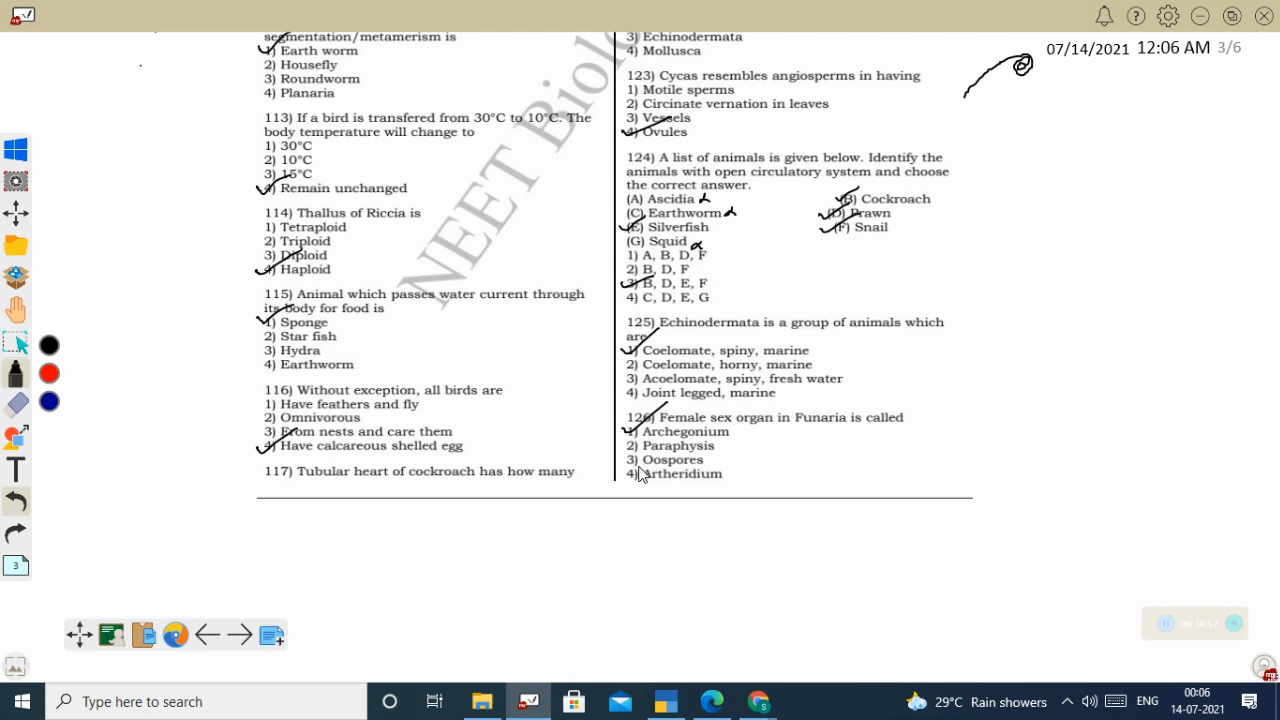 07/14/2021 12:06 AM 3/6
segmentation/metamerism is
1) Earth worm
2) Housefly
3) Roundworm
4) Planaria
113) If a bird is transfered from 30°C to 10°C. The
body temperature will change to
1) 30°C
2) 10°C
3) 15°C
4) Remain unchanged
114) Thallus of Riccia is
1) Tetraploid
2) Triploid
3) Diploid
4) Haploid
115) Animal which passes water current through
its body for food is
1) Sponge
2) Star fish
3) Hydra
4) Earthworm
116) Without exception, all birds are
1) Have feathers and fly
2) Omnivorous
3) From nests and care them
4) Have calcareous shelled egg
117) Tubular heart of cockroach has how many
3) Echinodermata
4) Mollusca
123) Cycas resembles angiosperms in having
1) Motile sperms
2) Circinate vernation in leaves
3) Vessels
4) Ovules
124) A list of animals is given below. Identify the
animals with open circulatory system and choose
the correct answer.
(A) Ascidia (B) Cockroach
(C) Earthworm (D) Prawn
(E) Silverfish (F) Snail
(G) Squid
1) A, B, D, F
2) B, D, F
3) B, D, E, F
4) C, D, E, G
125) Echinodermata is a group of animals which
are
1) Coelomate, spiny, marine
2) Coelomate, horny, marine
3) Acoelomate, spiny, fresh water
4) Joint legged, marine
126) Female sex organ in Funaria is called
1) Archegonium
2) Paraphysis
3) Oospores
4) Artheridium
NEET Biolo
3
00:34:57
Type here to search
29°C Rain showers
ENG
00:06
14-07-2021